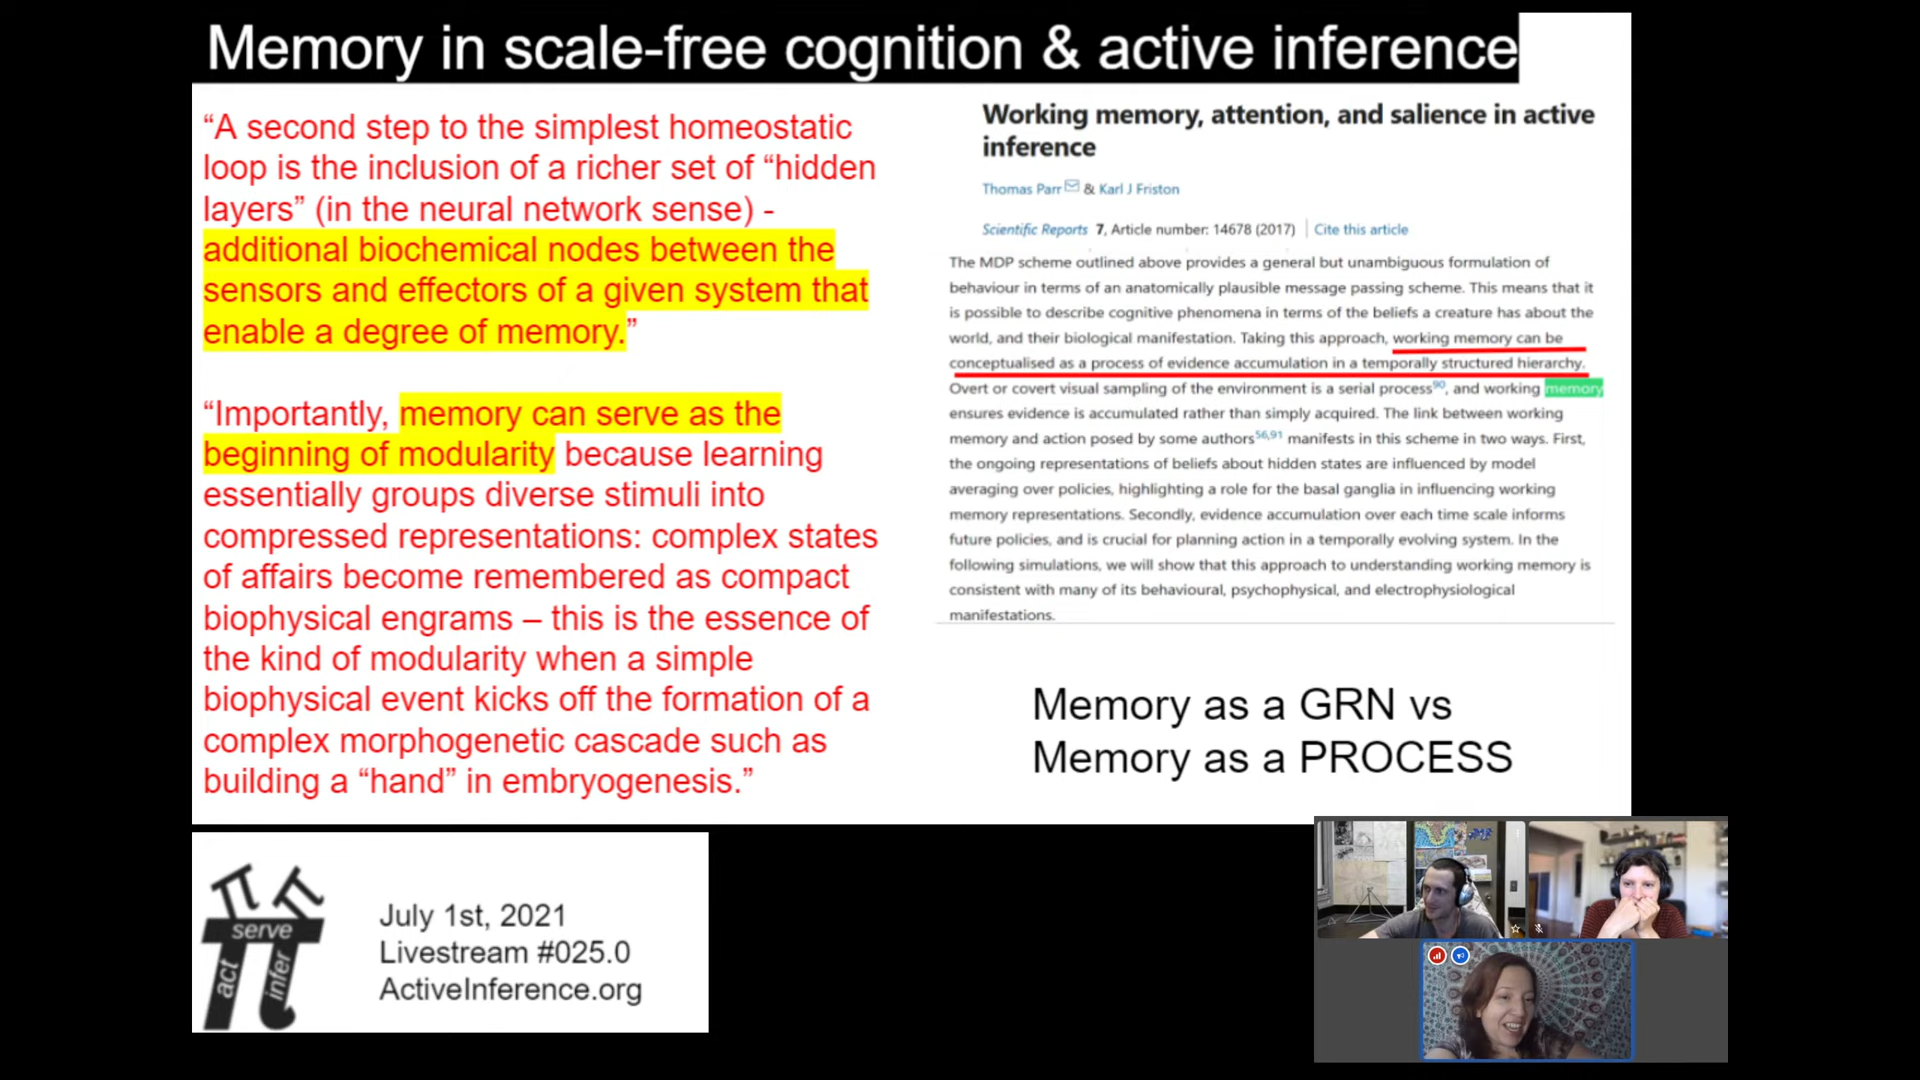 Memory in scale-free cognition & active inference
“A second step to the simplest homeostatic
loop is the inclusion of a richer set of “hidden
layers” (in the neural network sense) -
additional biochemical nodes between the
sensors and effectors of a given system that
enable a degree of memory.”
“Importantly, memory can serve as the
beginning of modularity because learning
essentially groups diverse stimuli into
compressed representations: complex states
of affairs become remembered as compact
biophysical engrams – this is the essence of
the kind of modularity when a simple
biophysical event kicks off the formation of a
complex morphogenetic cascade such as
building a “hand” in embryogenesis.”
Working memory, attention, and salience in active
inference
Thomas Parr & Karl J Friston
Scientific Reports 7, Article number: 14678 (2017) | Cite this article
The MDP scheme outlined above provides a general but unambiguous formulation of
behaviour in terms of an anatomically plausible message passing scheme. This means that it
is possible to describe cognitive phenomena in terms of the beliefs a creature has about the
world, and their biological manifestation. Taking this approach, working memory can be
conceptualised as a process of evidence accumulation in a temporally structured hierarchy.
Overt or covert visual sampling of the environment is a serial process90, and working memory
ensures evidence is accumulated rather than simply acquired. The link between working
memory and action posed by some authors56,91 manifests in this scheme in two ways. First,
the ongoing representations of beliefs about hidden states are influenced by model
averaging over policies, highlighting a role for the basal ganglia in influencing working
memory representations. Secondly, evidence accumulation over each time scale informs
future policies, and is crucial for planning action in a temporally evolving system. In the
following simulations, we will show that this approach to understanding working memory is
consistent with many of its behavioural, psychophysical, and electrophysiological
manifestations.
Memory as a GRN vs
Memory as a PROCESS
serve
act
infer
July 1st, 2021
Livestream #025.0
ActiveInference.org